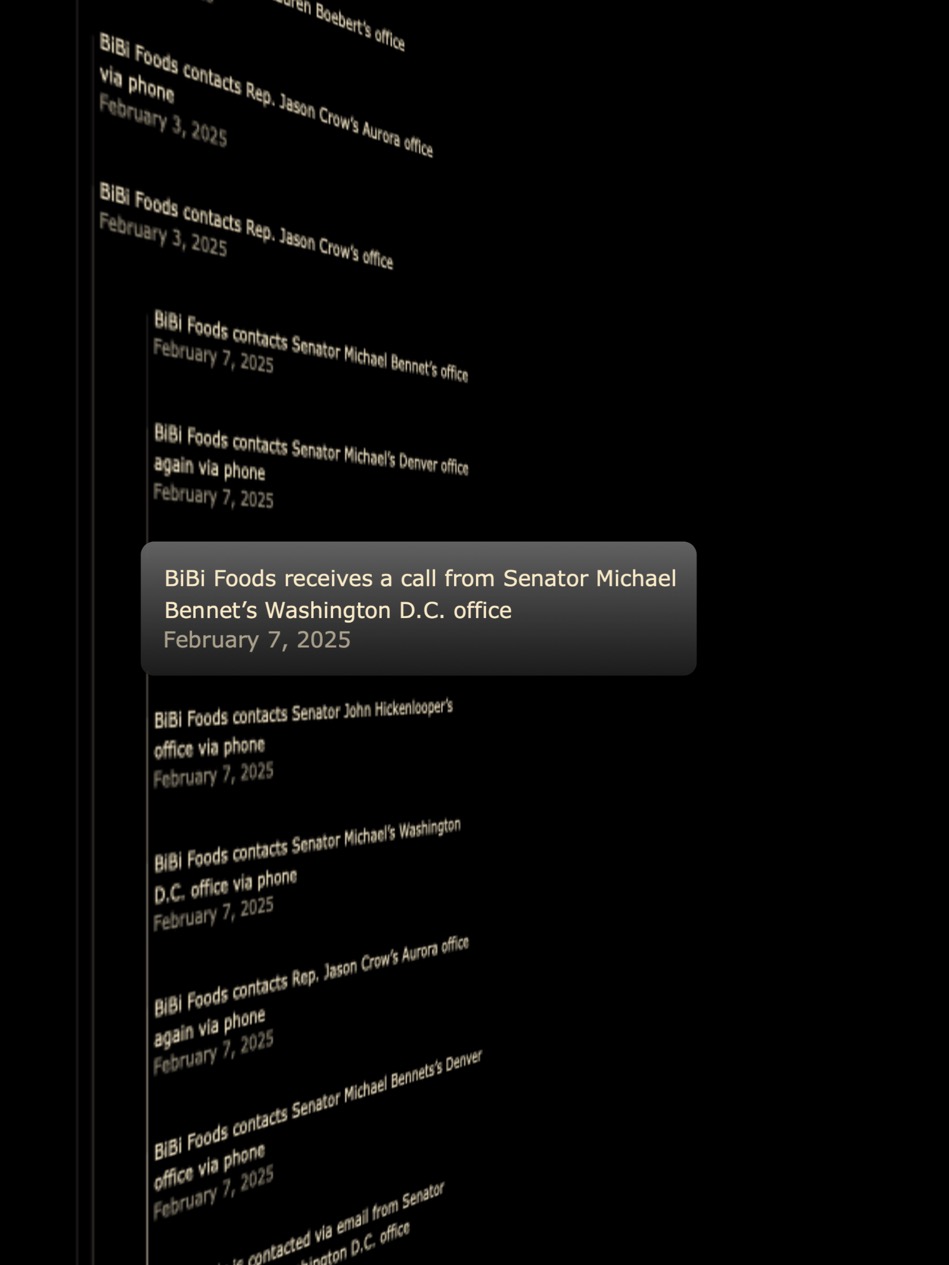 Boebert's office
BiBi Foods contacts Rep. Jason Crow's Aurora office
via phone
February 3, 2025
BiBi Foods contacts Rep. Jason Crow's office
February 3, 2025
BiBi Foods contacts Senator Michael Bennet's office
February 7, 2025
BiBi Foods contacts Senator Michael's Denver office
again via phone
February 7, 2025
BiBi Foods receives a call from Senator Michael
Bennet’s Washington D.C. office
February 7, 2025
BiBi Foods contacts Senator John Hickenlooper's
office via phone
February 7, 2025
BiBi Foods contacts Senator Michael's Washington
D.C. office via phone
February 7, 2025
BiBi Foods contacts Rep. Jason Crow's Aurora office
again via phone
February 7, 2025
BiBi Foods contacts Senator Michael Bennets's Denver
office via phone
February 7, 2025
contacted via email from Senator
D.C. office